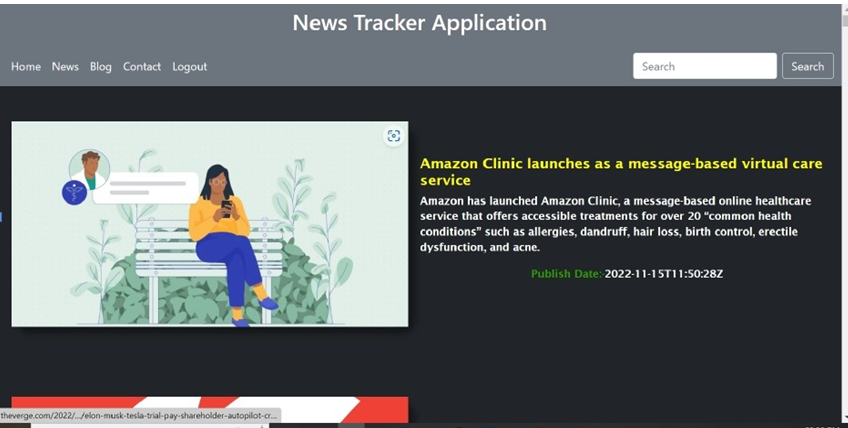 News Tracker Application
Home News Blog Contact Logout
Search
Search
Amazon Clinic launches as a message-based virtual care
service
Amazon has launched Amazon Clinic, a message-based online healthcare
service that offers accessible treatments for over 20 “common health
conditions” such as allergies, dandruff, hair loss, birth control, erectile
dysfunction, and acne.
Publish Date: 2022-11-15T11:50:28Z
theverge.com/2022/.../elon-musk-tesla-trial-pay-shareholder-autopilot-cr...